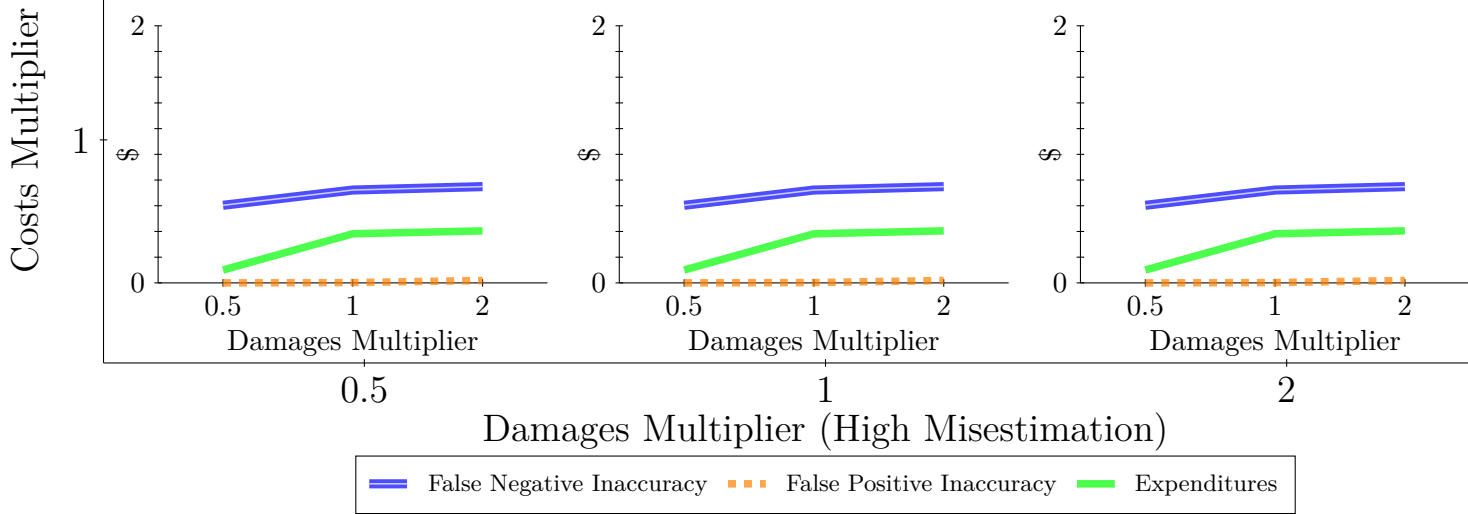 Costs Multiplier
1
2
$
0
0.5 1 2
Damages Multiplier
2
$
0
0.5 1 2
Damages Multiplier
2
$
0
0.5 1 2
Damages Multiplier
0.5 1 2
Damages Multiplier (High Misestimation)
False Negative Inaccuracy False Positive Inaccuracy Expenditures